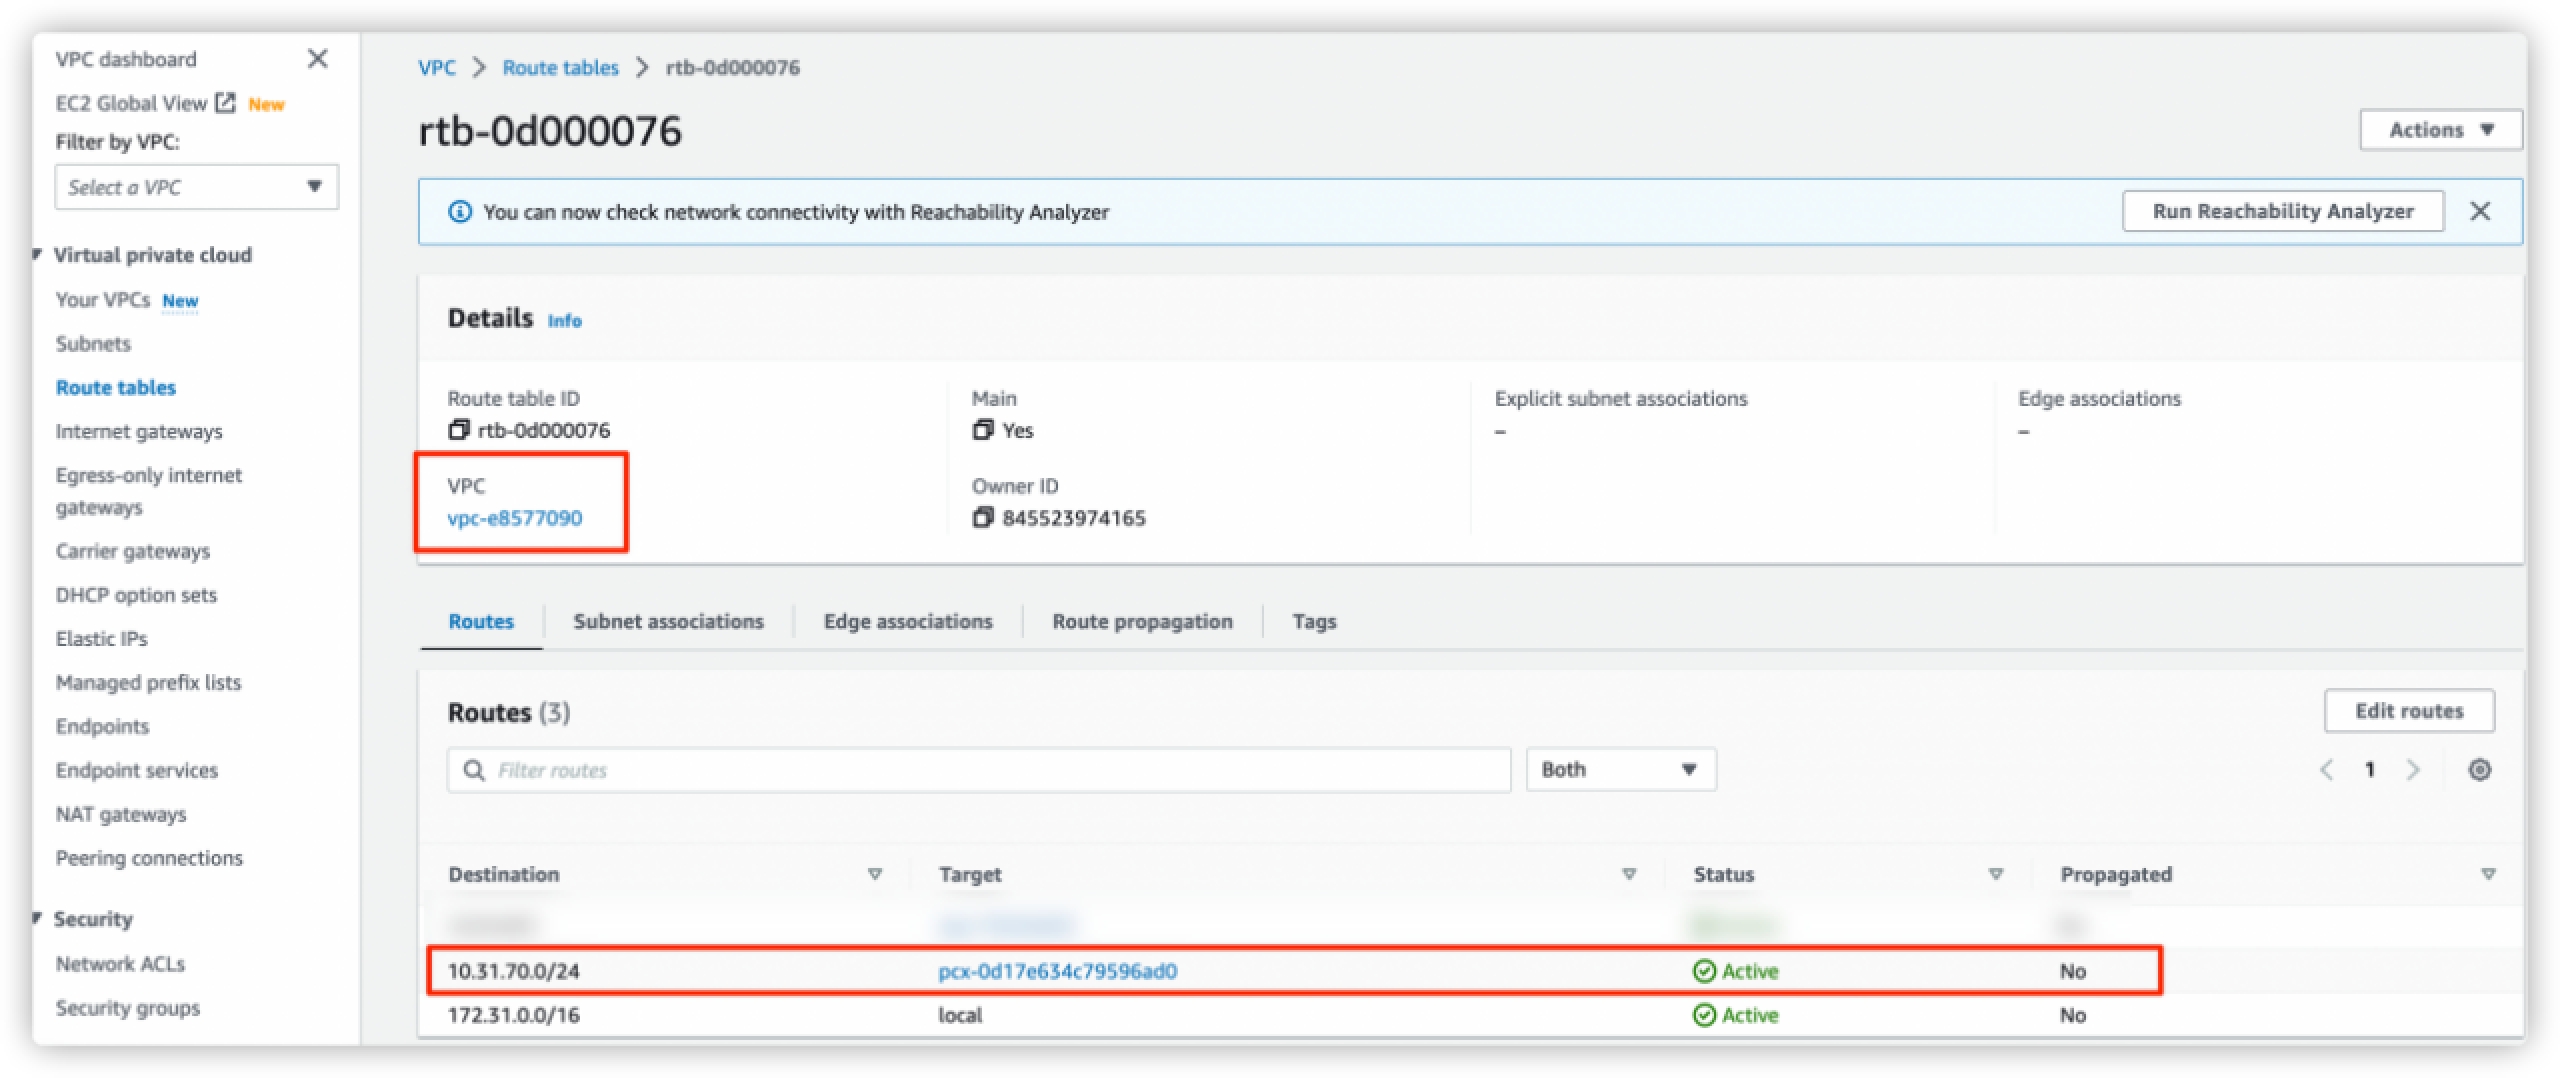 VPC dashboard
EC2 Global View New
Filter by VPC:
Select a VPC
Virtual private cloud
Your VPCs New
Subnets
Route tables
Internet gateways
Egress-only internet
gateways
Carrier gateways
DHCP option sets
Elastic IPs
Managed prefix lists
Endpoints
Endpoint services
NAT gateways
Peering connections
Security
Network ACLs
Security groups
VPC > Route tables > rtb-0d000076
rtb-0d000076
Actions
You can now check network connectivity with Reachability Analyzer
Run Reachability Analyzer
Details Info
Route table ID
rtb-0d000076
VPC
vpc-e8577090
Main
Yes
Owner ID
845523974165
Explicit subnet associations
–
Edge associations
–
Routes Subnet associations Edge associations Route propagation Tags
Routes (3)
Edit routes
Filter routes
Both
1
Destination Target Status Propagated
10.31.70.0/24 pcx-0d17e634c79596ad0 Active No
172.31.0.0/16 local Active No